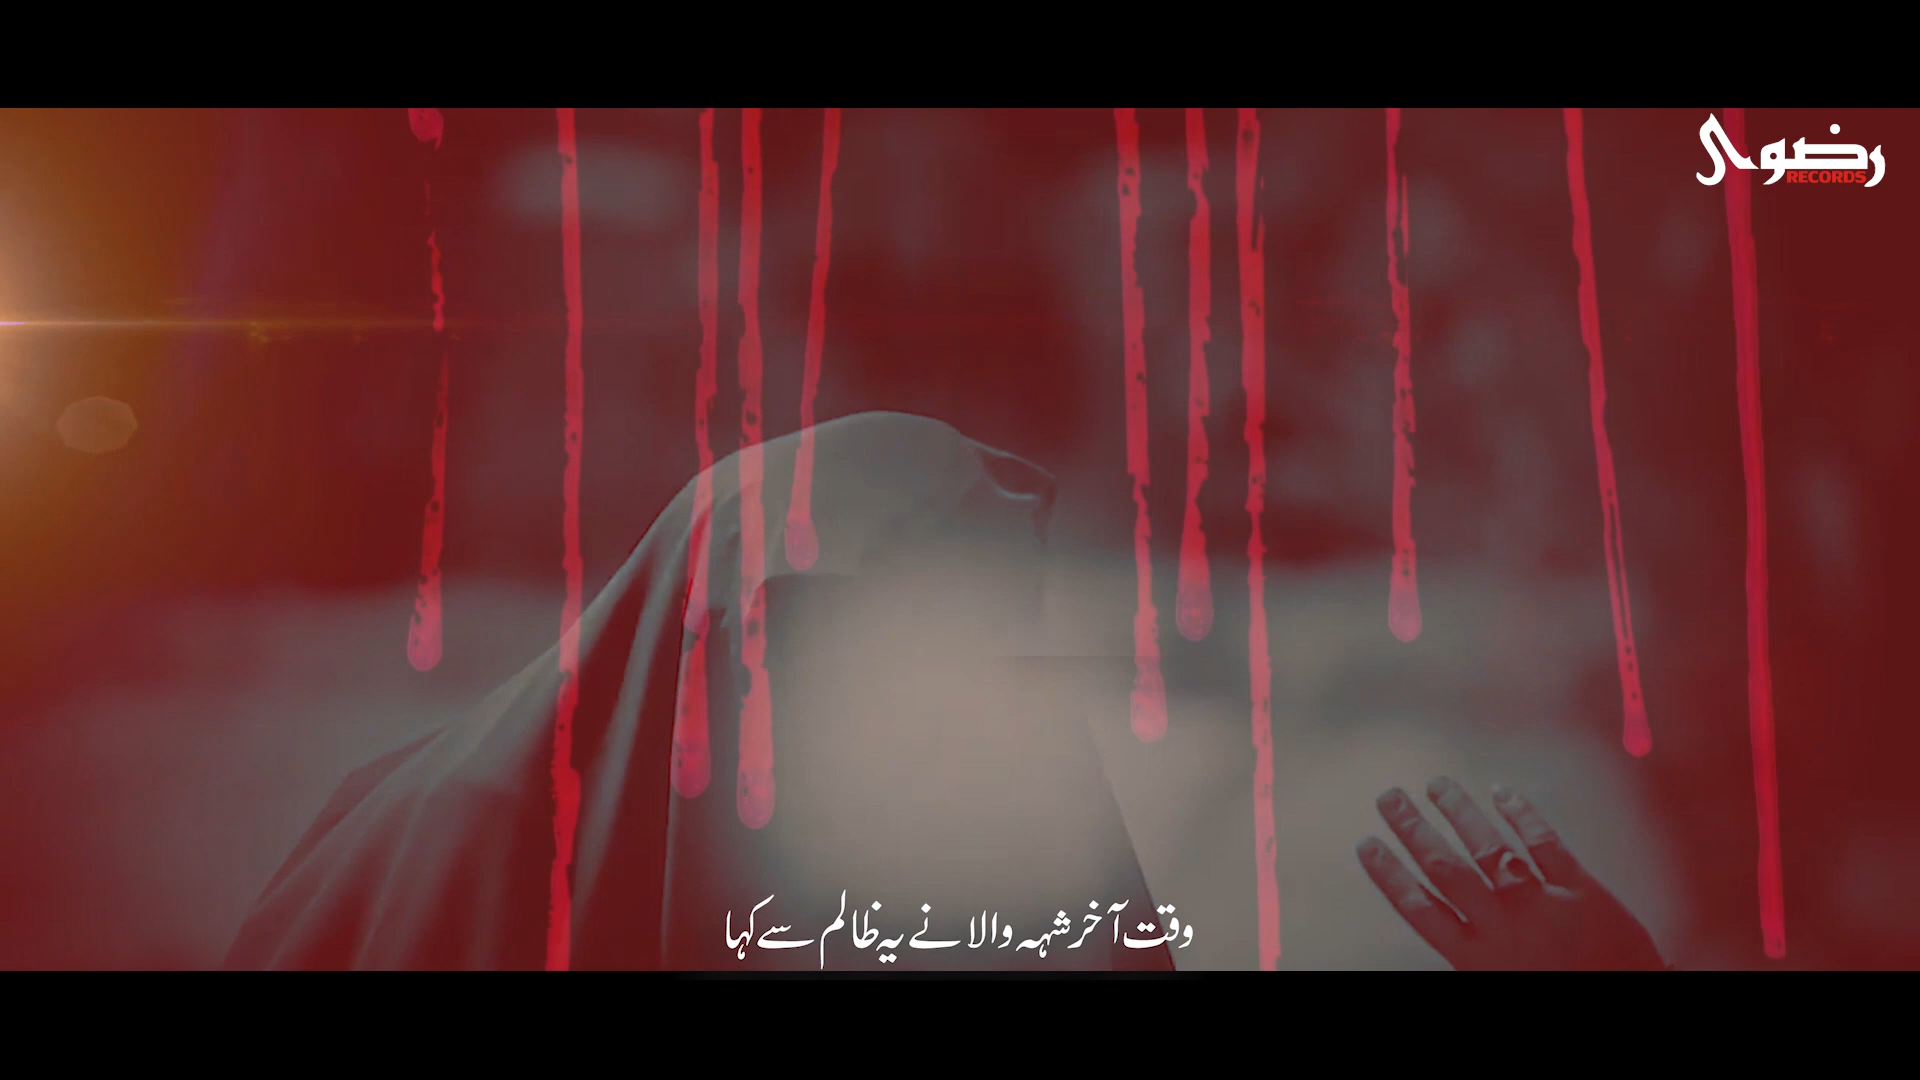 رضوی
RECORDS
وقت آخر شہہ والا نے یہ ظالم سے کہا